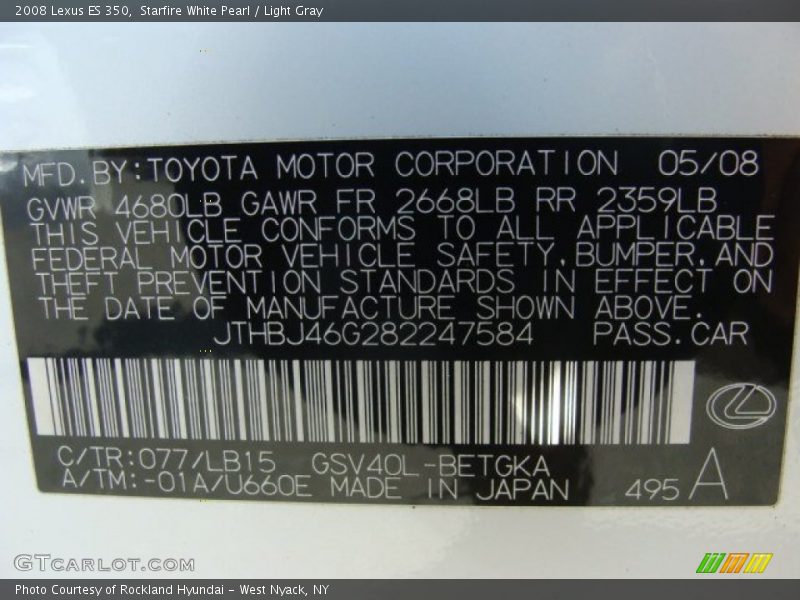 2008 Lexus ES 350,  Starfire White Pearl / Light Gray
MFD. BY: TOYOTA MOTOR CORPORATION 05/08
GVWR 4680LB GAWR FR 2668LB RR 2359LB
THIS VEHICLE CONFORMS TO ALL APPLICABLE
FEDERAL MOTOR VEHICLE SAFETY, BUMPER, AND
THEFT PREVENTION STANDARDS IN EFFECT ON
THE DATE OF MANUFACTURE SHOWN ABOVE.
JTHBJ46G282247584 PASS. CAR
C/TR: 077/LB15 GSV40L-BETGKA
A/TM: -01A/U660E MADE IN JAPAN 495 A
GTCARLOT.COM
Photo Courtesy of Rockland Hyundai - West Nyack, NY